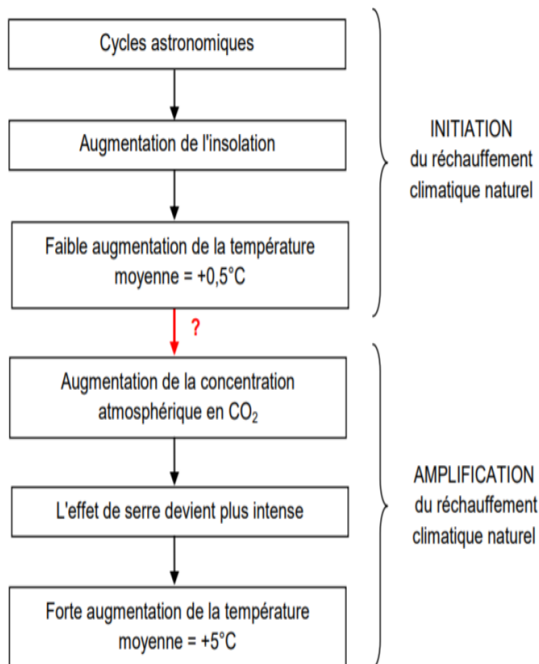 Cycles astronomiques
Augmentation de l'insolation
Faible augmentation de la température
moyenne = +0,5°C
INITIATION
du réchauffement
climatique naturel
?
Augmentation de la concentration
atmosphérique en CO₂
L'effet de serre devient plus intense
Forte augmentation de la température
moyenne = +5°C
AMPLIFICATION
du réchauffement
climatique naturel